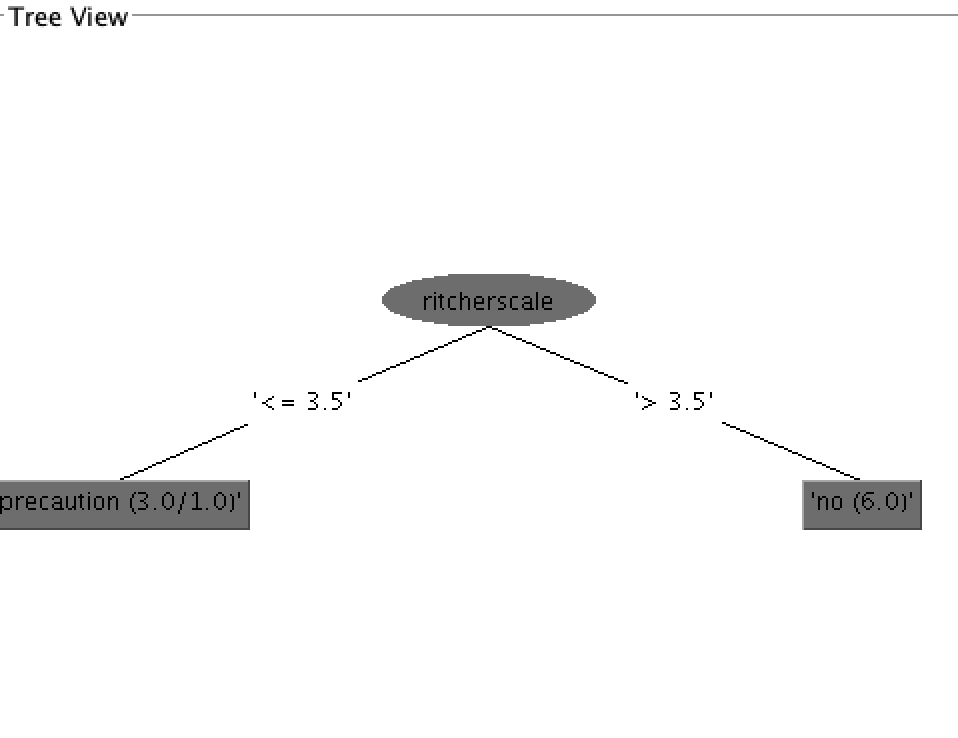 Tree View
ritcherscale
'<= 3.5'
'> 3.5'
precaution (3.0/1.0)'
'no (6.0)'